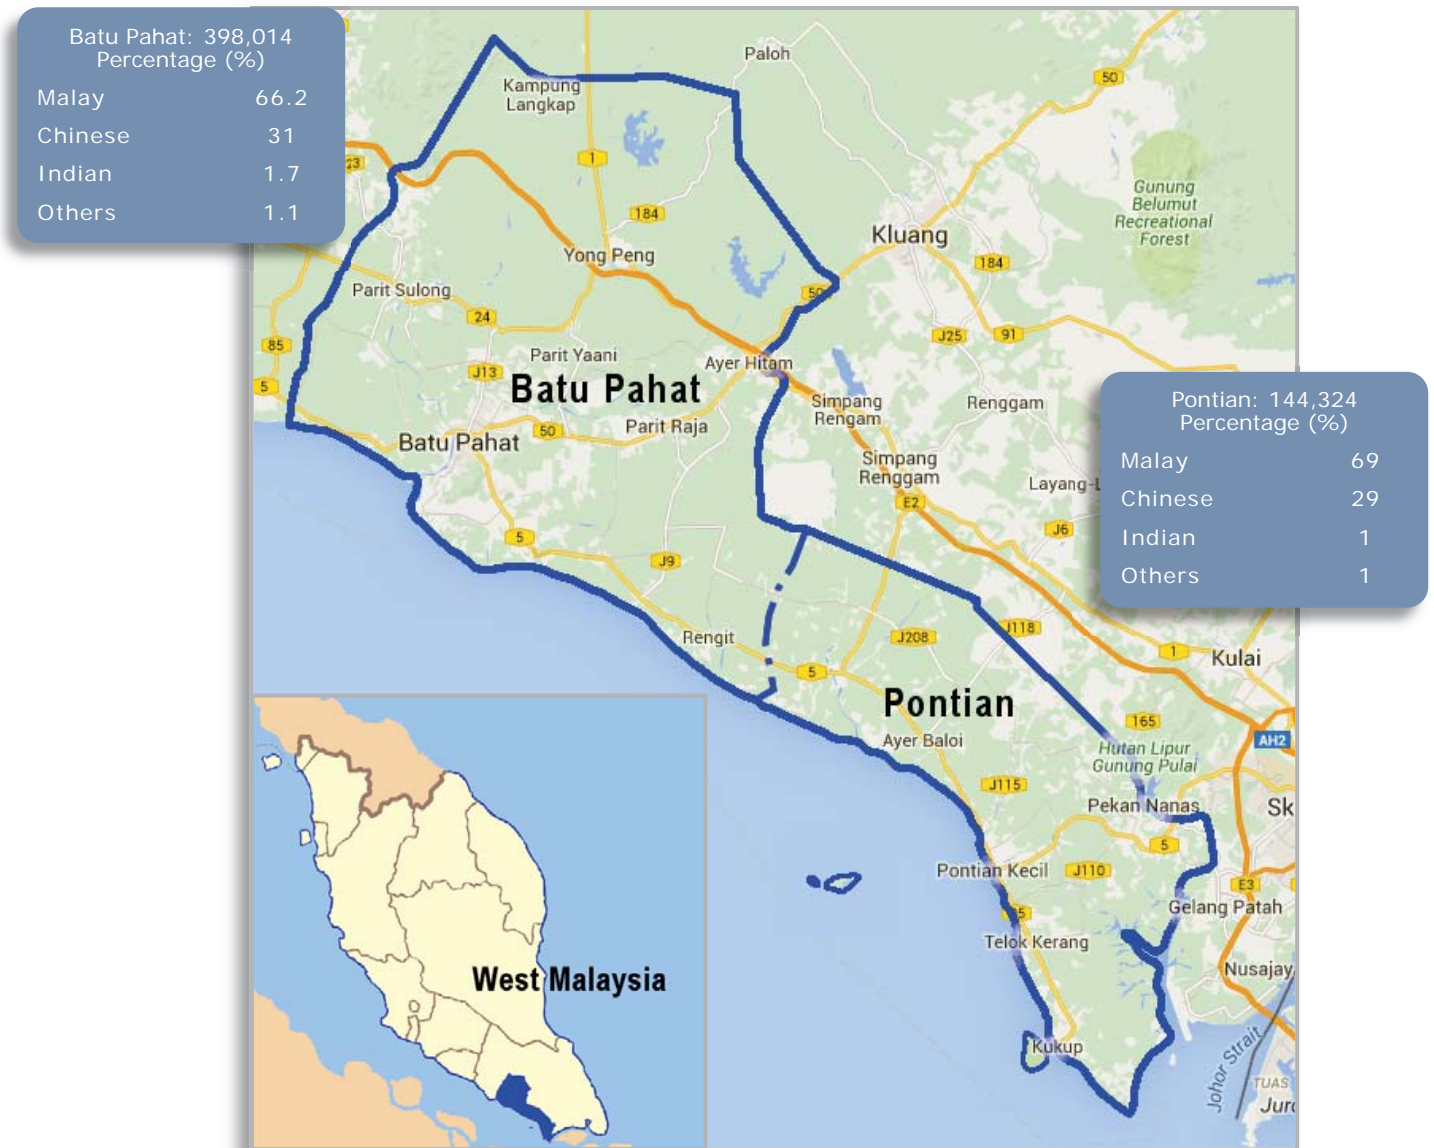 Batu Pahat: 398,014
Percentage (%)
Malay 66.2
Chinese 31
Indian 1.7
Others 1.1
Paloh
50
Kampung
Langkap
1
23
184
Gunung
Belumut
Recreational
Forest
Kluang
184
Yong Peng
Parit Sulong
50
24
J25
91
85
Parit Yaani
Ayer Hitam
J13
5
Batu Pahat
Simpang
Rengam
Renggam
Parit Raja
50
Batu Pahat
Simpang
Renggam
Layang-L
E2
J6
5
J9
Pontian: 144,324
Percentage (%)
Malay 69
Chinese 29
Indian 1
Others 1
Rengit
J208
J118
1
Kulai
5
Pontian
165
AH2
Ayer Baloi
Hutan Lipur
Gunung Pulai
J115
Pekan Nanas
Sk
5
Pontian Kecil
J110
E3
Gelang Patah
Telok Kerang
Nusajay
Kukup
Johor Strait
TUAS
Juro
West Malaysia